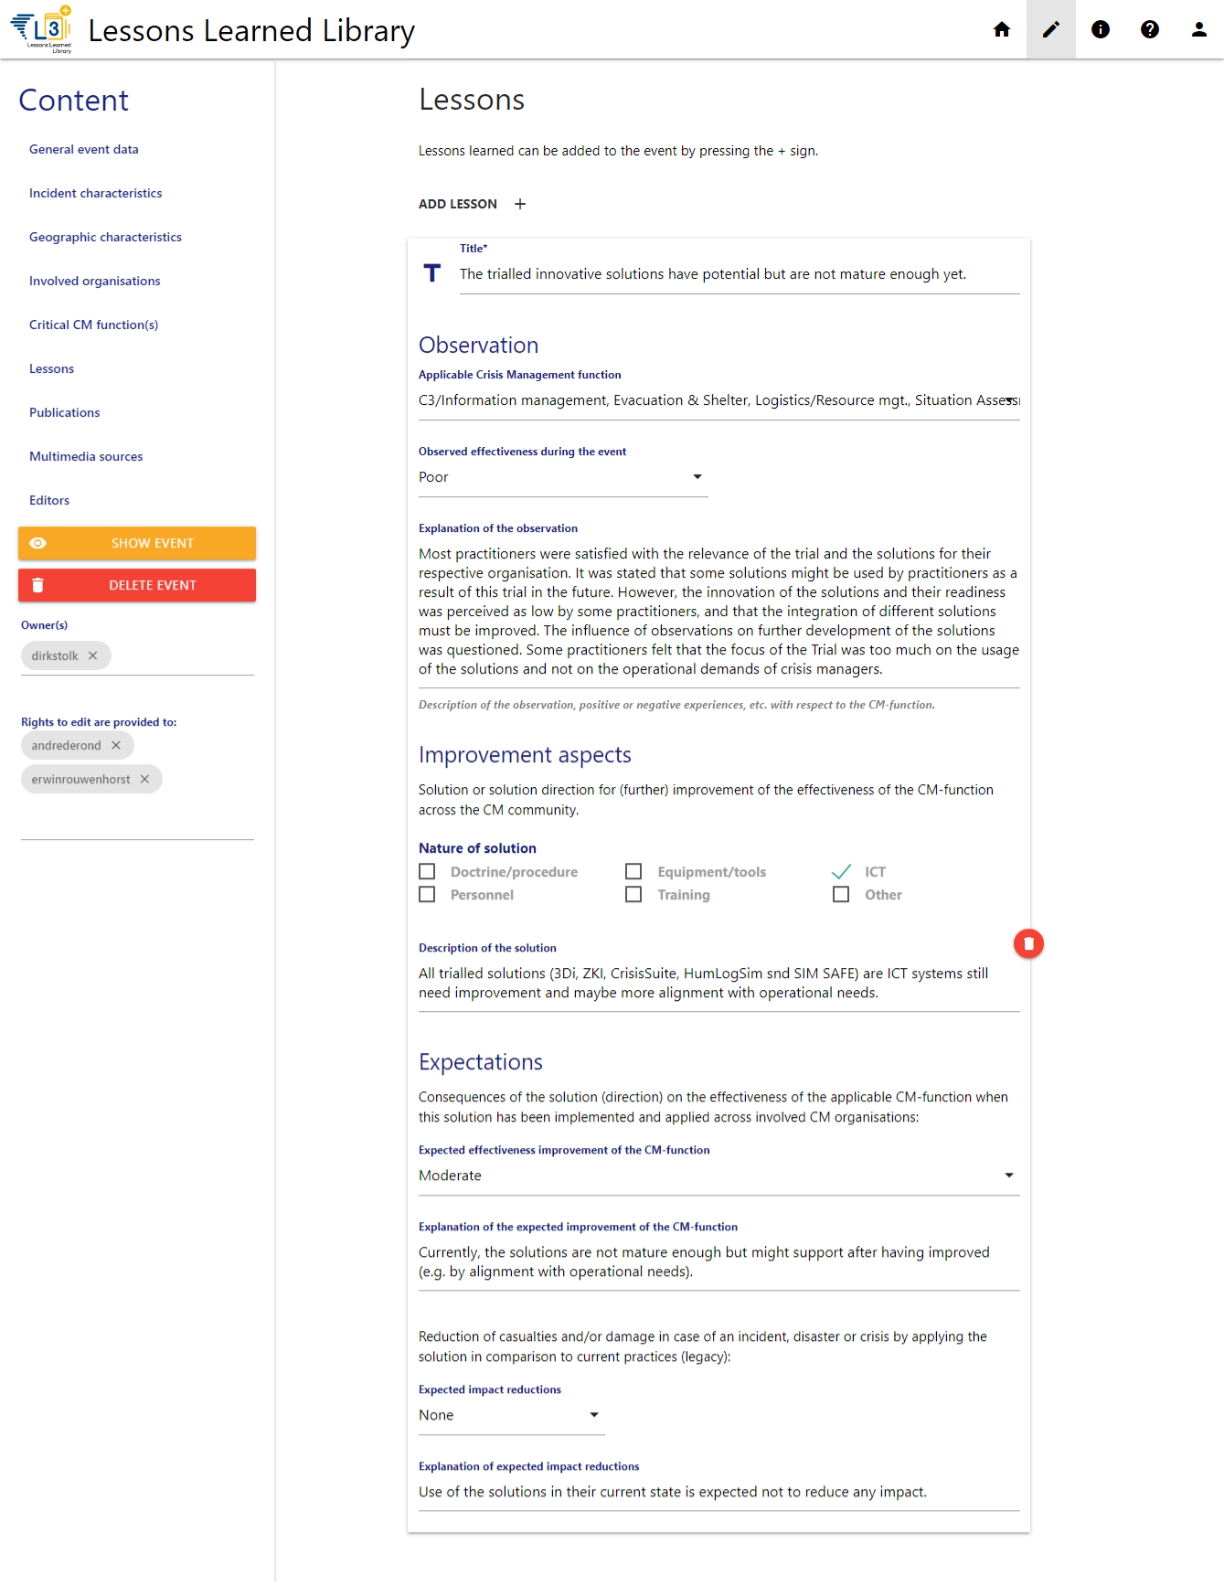 L3
Lessons Learned
Library
Lessons Learned Library
Content
General event data
Incident characteristics
Geographic characteristics
Involved organisations
Critical CM function(s)
Lessons
Publications
Multimedia sources
Editors
SHOW EVENT
DELETE EVENT
Owner(s)
dirkstolk
Rights to edit are provided to:
andrederond
erwinrouwenhorst
Lessons
Lessons learned can be added to the event by pressing the + sign.
ADD LESSON +
Title*
T The trialled innovative solutions have potential but are not mature enough yet.
Observation
Applicable Crisis Management function
C3/Information management, Evacuation & Shelter, Logistics/Resource mgt., Situation Assess
Observed effectiveness during the event
Poor
Explanation of the observation
Most practitioners were satisfied with the relevance of the trial and the solutions for their
respective organisation. It was stated that some solutions might be used by practitioners as a
result of this trial in the future. However, the innovation of the solutions and their readiness
was perceived as low by some practitioners, and that the integration of different solutions
must be improved. The influence of observations on further development of the solutions
was questioned. Some practitioners felt that the focus of the Trial was too much on the usage
of the solutions and not on the operational demands of crisis managers.
Description of the observation, positive or negative experiences, etc. with respect to the CM-function.
Improvement aspects
Solution or solution direction for (further) improvement of the effectiveness of the CM-function
across the CM community.
Nature of solution
Doctrine/procedure Equipment/tools ICT
Personnel Training Other
Description of the solution
All trialled solutions (3Di, ZKI, CrisisSuite, HumLogSim snd SIM SAFE) are ICT systems still
need improvement and maybe more alignment with operational needs.
Expectations
Consequences of the solution (direction) on the effectiveness of the applicable CM-function when
this solution has been implemented and applied across involved CM organisations:
Expected effectiveness improvement of the CM-function
Moderate
Explanation of the expected improvement of the CM-function
Currently, the solutions are not mature enough but might support after having improved
(e.g. by alignment with operational needs).
Reduction of casualties and/or damage in case of an incident, disaster or crisis by applying the
solution in comparison to current practices (legacy):
Expected impact reductions
None
Explanation of expected impact reductions
Use of the solutions in their current state is expected not to reduce any impact.